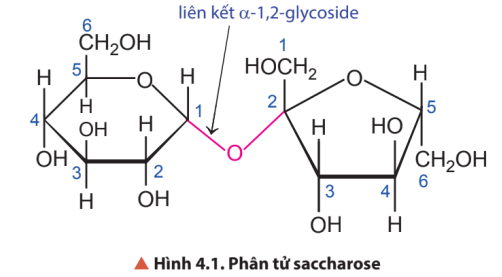 liên kết α-1,2-glycoside
6
CH₂OH
5
H
O
H
H
1
4
OH
H
OH
3
2
H
OH
O
1
HOCH₂
O
H
2
5
H
HO
CH₂OH
6
3
4
OH
H
▲ Hình 4.1. Phân tử saccharose